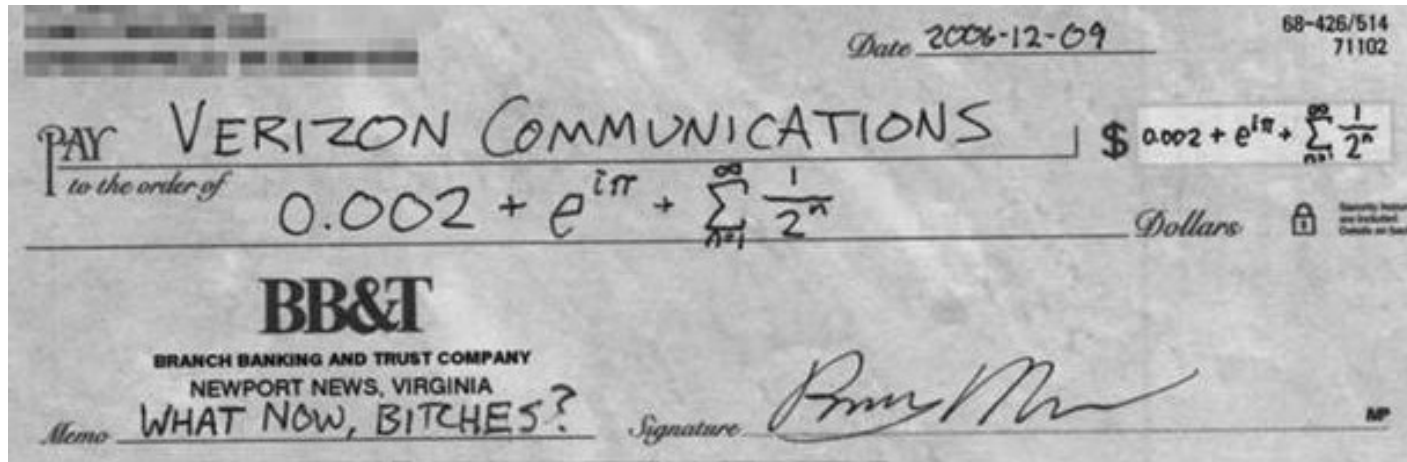 Date 2006-12-09
68-426/514
71102
PAY to the order of VERIZON COMMUNICATIONS $ 0.002 + e^{iπ} + ∑_{n=1}^{∞} 1/2^n
0.002 + e^{iπ} + ∑_{n=1}^{∞} 1/2^n Dollars
BB&T
BRANCH BANKING AND TRUST COMPANY
NEWPORT NEWS, VIRGINIA
Memo WHAT NOW, BITCHES? Signature
MP